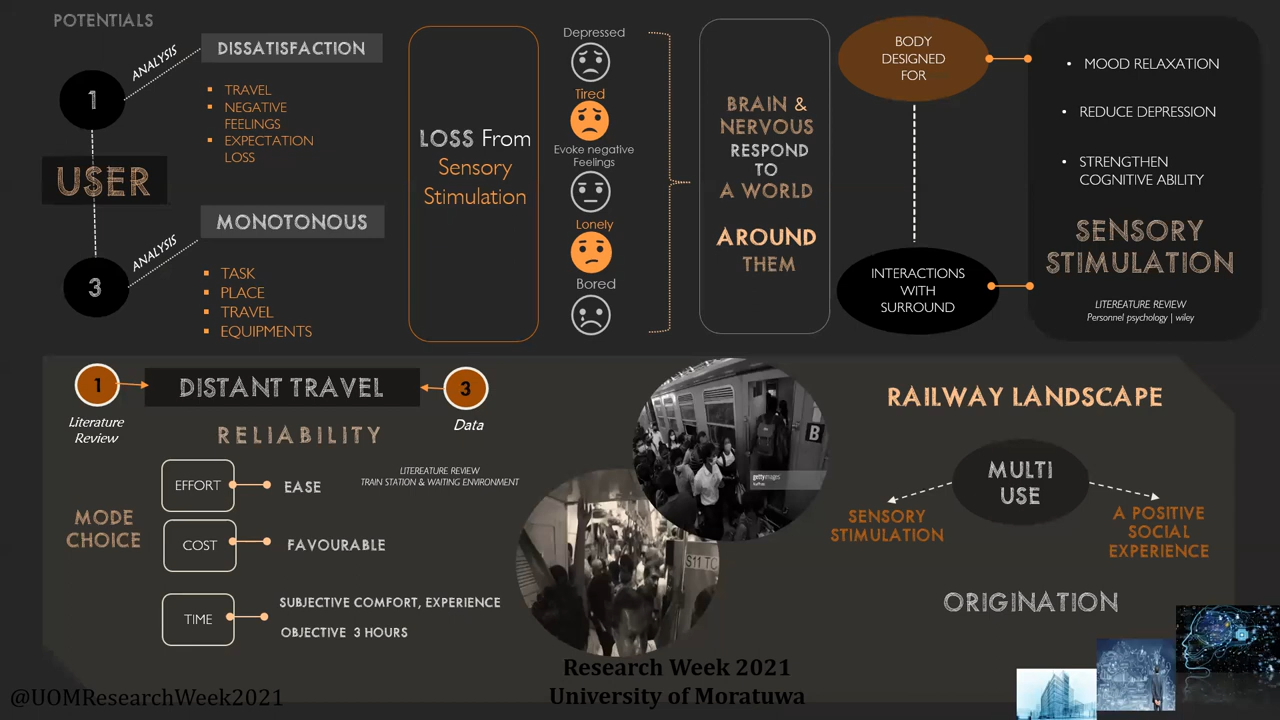 POTENTIALS
ANALYSIS
DISSATISFACTION
1
TRAVEL
NEGATIVE
FEELINGS
EXPECTATION
LOSS
USER
ANALYSIS
MONOTONOUS
3
TASK
PLACE
TRAVEL
EQUIPMENTS
LOSS From
Sensory
Stimulation
Depressed
Tired
Evoke negative
Feelings
Lonely
Bored
BRAIN &
NERVOUS
RESPOND
TO
A WORLD
AROUND
THEM
BODY
DESIGNED
FOR
INTERACTIONS
WITH
SURROUND
• MOOD RELAXATION
• REDUCE DEPRESSION
• STRENGTHEN
COGNITIVE ABILITY
SENSORY
STIMULATION
LITEREATURE REVIEW
Personnel psychology | wiley
1
DISTANT TRAVEL
3
Literature
Review
Data
RELIABILITY
LITEREATURE REVIEW
TRAIN STATION & WAITING ENVIRONMENT
MODE
CHOICE
EFFORT
EASE
COST
FAVOURABLE
TIME
SUBJECTIVE COMFORT, EXPERIENCE
OBJECTIVE 3 HOURS
B
gettyimages
S11 TC
RAILWAY LANDSCAPE
MULTI
USE
SENSORY
STIMULATION
A POSITIVE
SOCIAL
EXPERIENCE
ORIGINATION
Research Week 2021
University of Moratuwa
@UOMResearchWeek2021